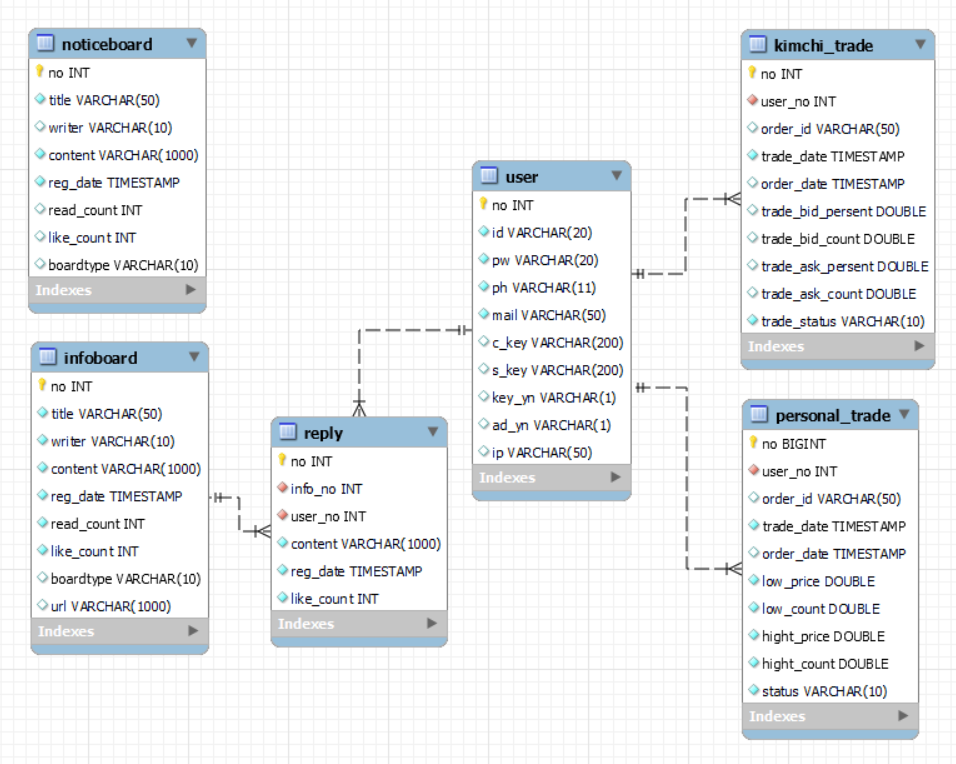 noticeboard
no INT
title VARCHAR(50)
writer VARCHAR(10)
content VARCHAR(1000)
reg_date TIMESTAMP
read_count INT
like_count INT
boardtype VARCHAR(10)
Indexes
infoboard
no INT
title VARCHAR(50)
writer VARCHAR(10)
content VARCHAR(1000)
reg_date TIMESTAMP
read_count INT
like_count INT
boardtype VARCHAR(10)
url VARCHAR(1000)
Indexes
reply
no INT
info_no INT
user_no INT
content VARCHAR(1000)
reg_date TIMESTAMP
like_count INT
Indexes
user
no INT
id VARCHAR(20)
pw VARCHAR(20)
ph VARCHAR(11)
mail VARCHAR(50)
c_key VARCHAR(200)
s_key VARCHAR(200)
key_yn VARCHAR(1)
ad_yn VARCHAR(1)
ip VARCHAR(50)
Indexes
kimchi_trade
no INT
user_no INT
order_id VARCHAR(50)
trade_date TIMESTAMP
order_date TIMESTAMP
trade_bid_persent DOUBLE
trade_bid_count DOUBLE
trade_ask_persent DOUBLE
trade_ask_count DOUBLE
trade_status VARCHAR(10)
Indexes
personal_trade
no BIGINT
user_no INT
order_id VARCHAR(50)
trade_date TIMESTAMP
order_date TIMESTAMP
low_price DOUBLE
low_count DOUBLE
hight_price DOUBLE
hight_count DOUBLE
status VARCHAR(10)
Indexes